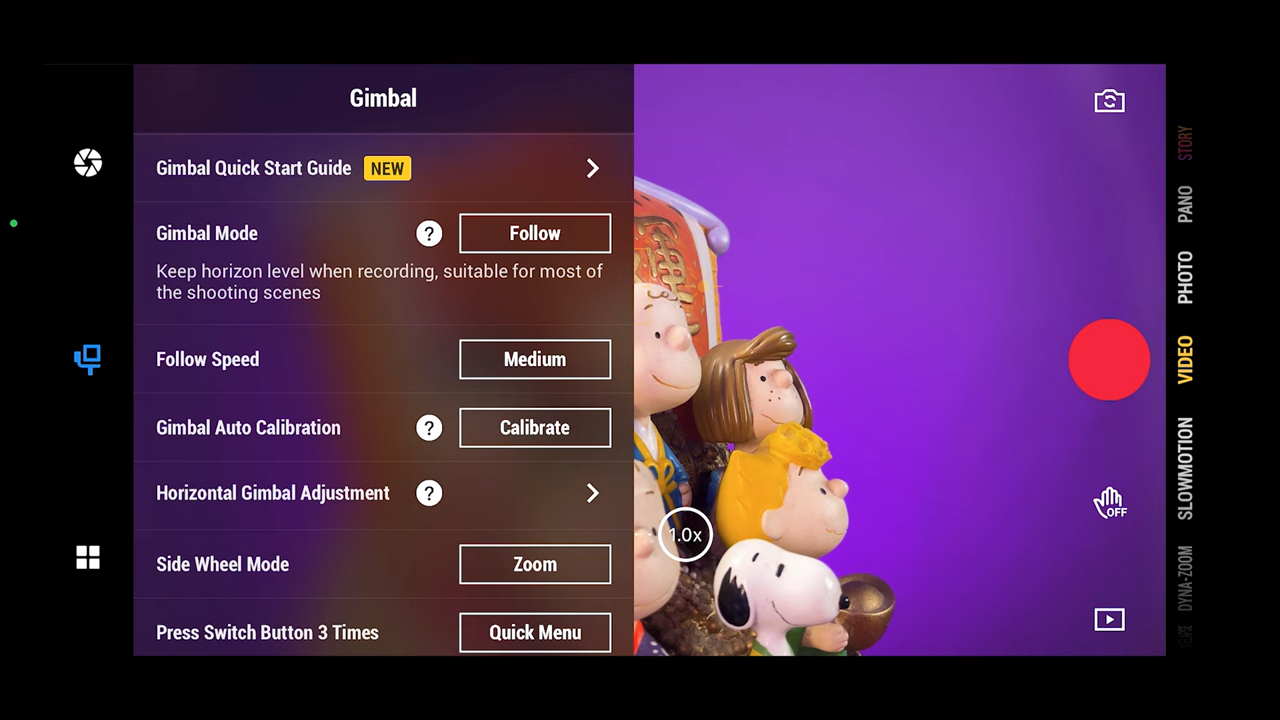 Gimbal
Gimbal Quick Start Guide NEW
Gimbal Mode ? Follow
Keep horizon level when recording, suitable for most of
the shooting scenes
Follow Speed Medium
Gimbal Auto Calibration ? Calibrate
Horizontal Gimbal Adjustment ?
Side Wheel Mode Zoom
Press Switch Button 3 Times Quick Menu
1.0x
OFF
STORY
PANO
PHOTO
VIDEO
SLOWMOTION
DYNA-ZOOM